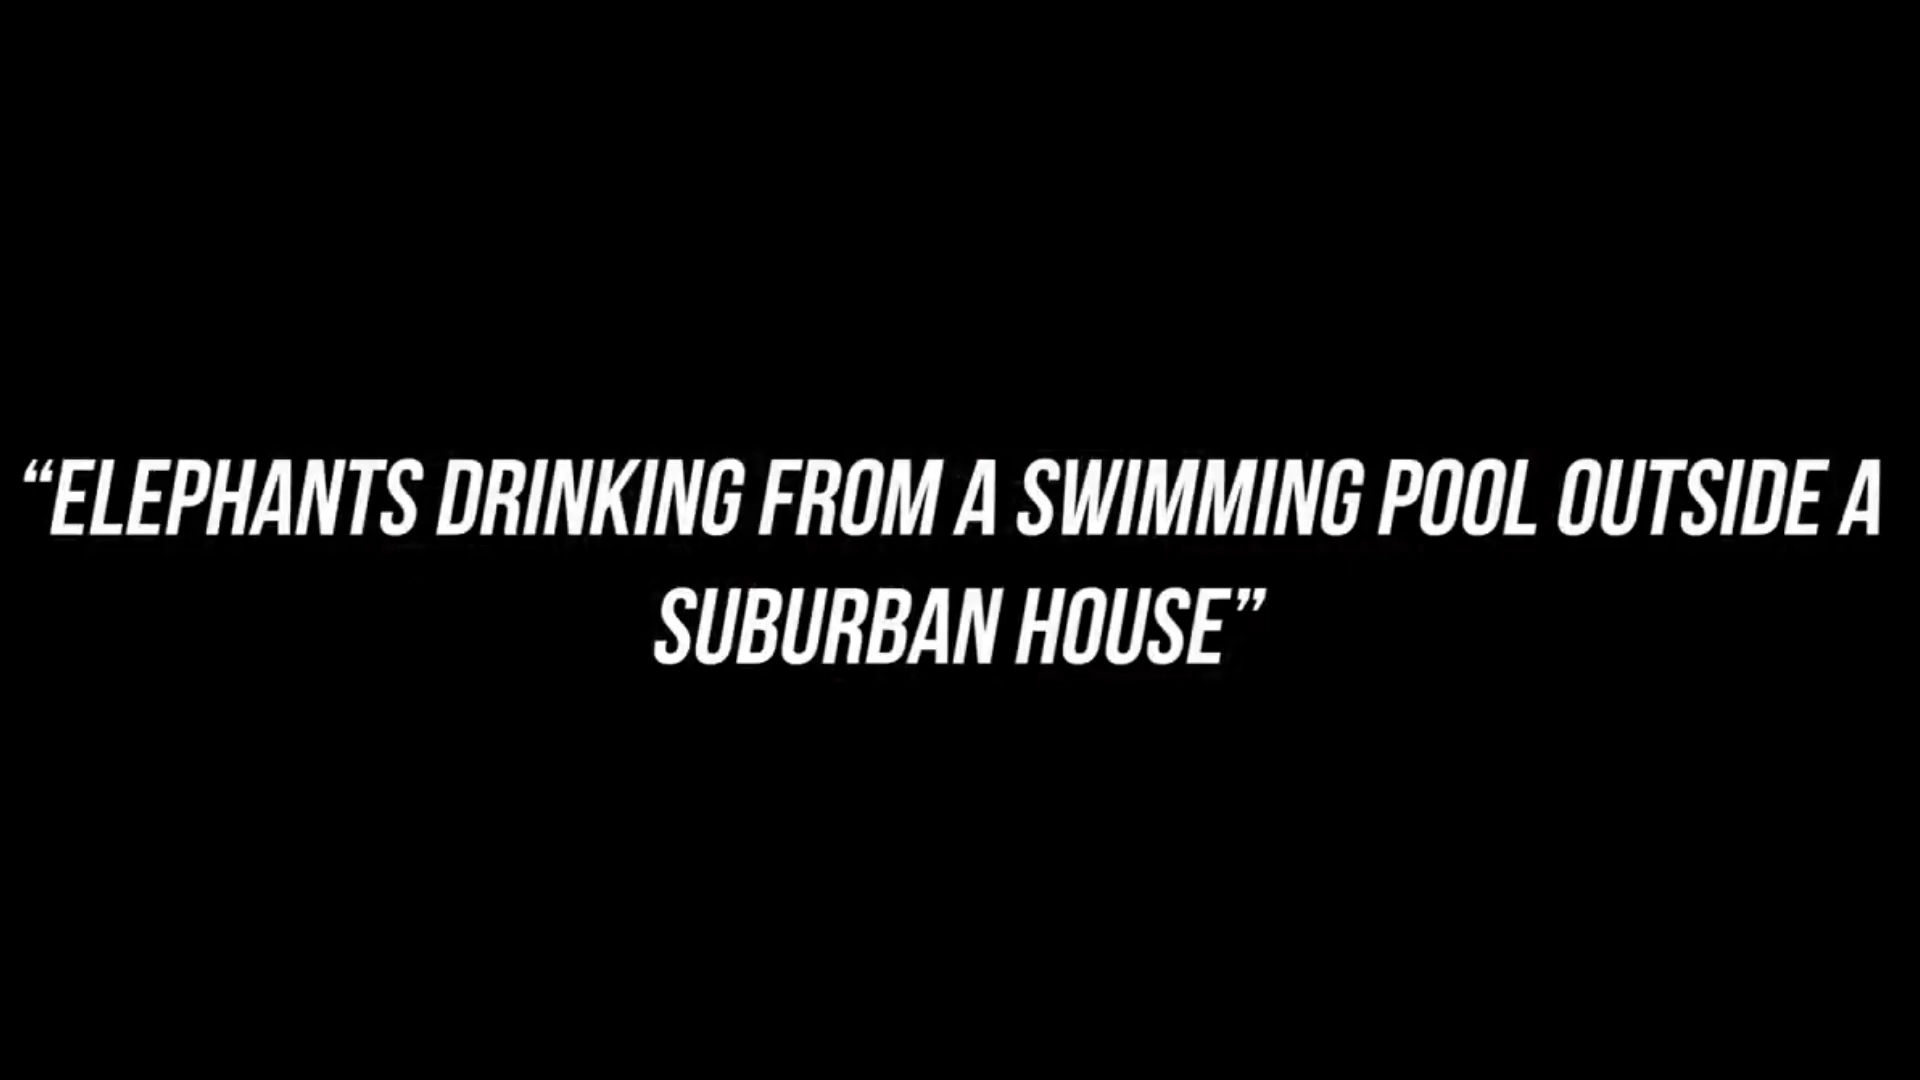 “ELEPHANTS DRINKING FROM A SWIMMING POOL OUTSIDE A
SUBURBAN HOUSE”